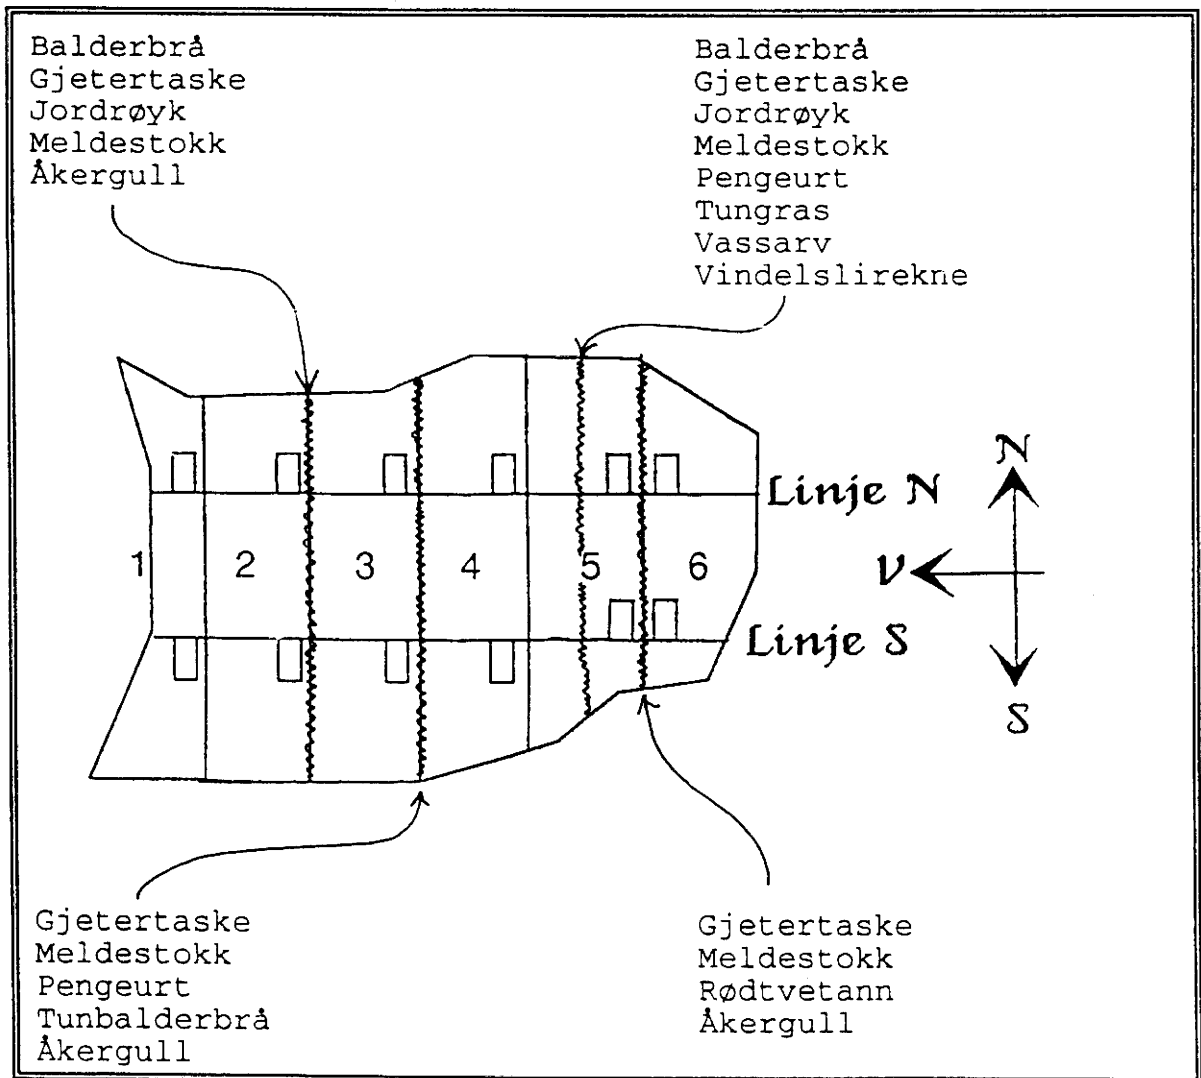 Balderbrå
Gjetertaske
Jordrøyk
Meldestokk
Åkergull
Balderbrå
Gjetertaske
Jordrøyk
Meldestokk
Pengeurt
Tungras
Vassarv
Vindelslirekne
Linje N
N
1 2 3 4 5 6
V
Linje S
S
Gjetertaske
Meldestokk
Pengeurt
Tunbalderbrå
Åkergull
Gjetertaske
Meldestokk
Rødtvetann
Åkergull